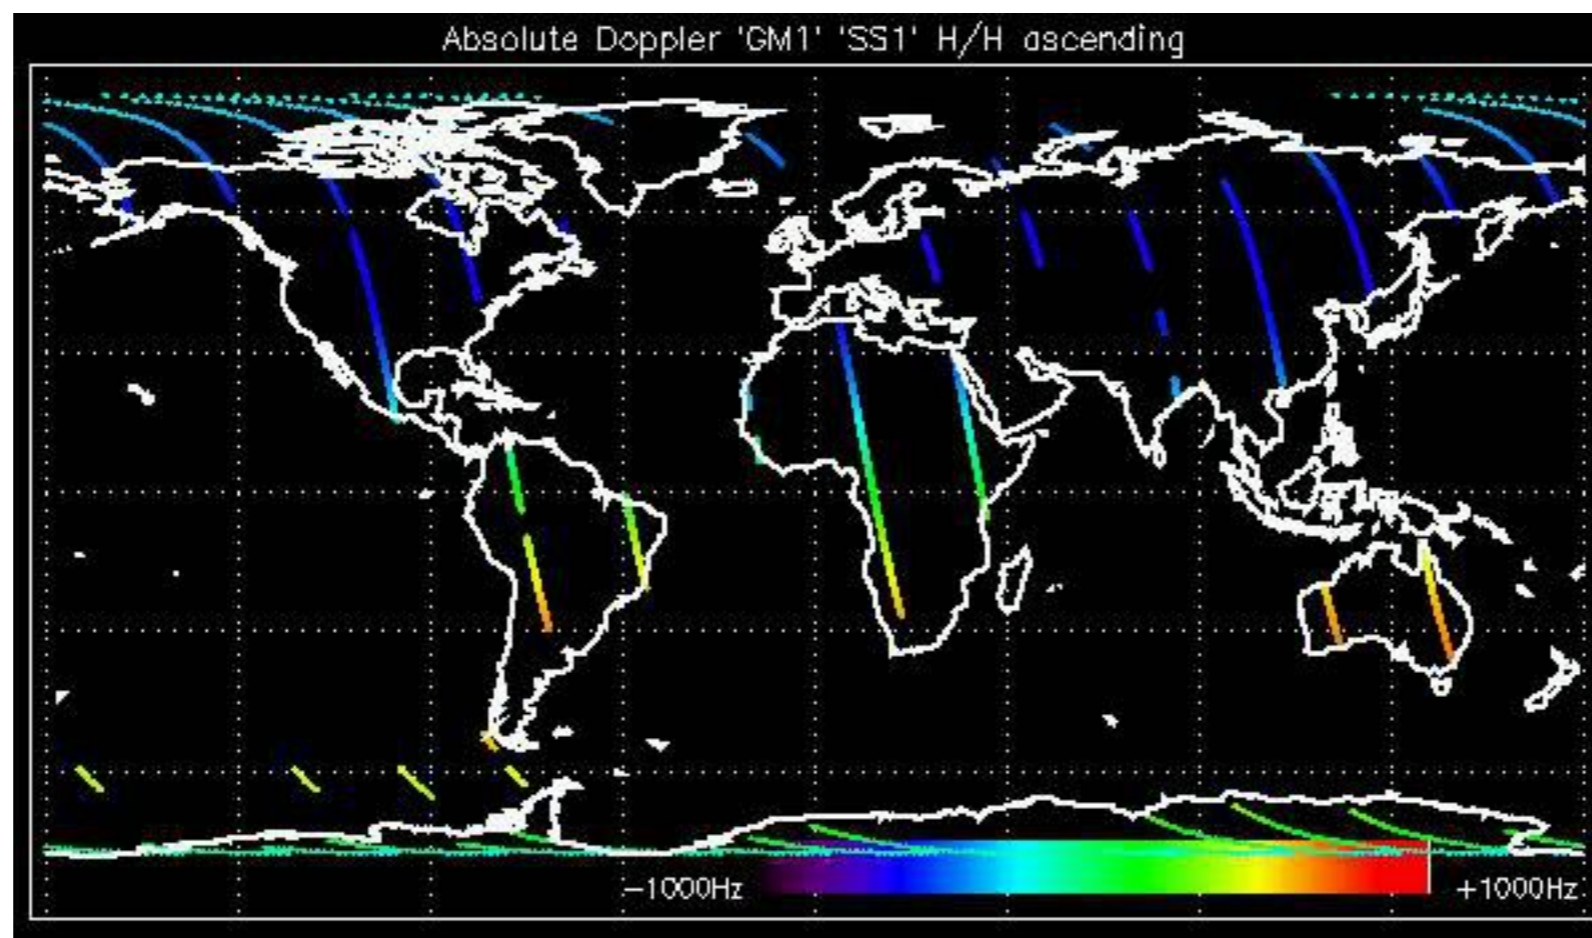 Absolute Doppler 'GM1' 'SS1' H/H ascending
−1000Hz
+1000Hz